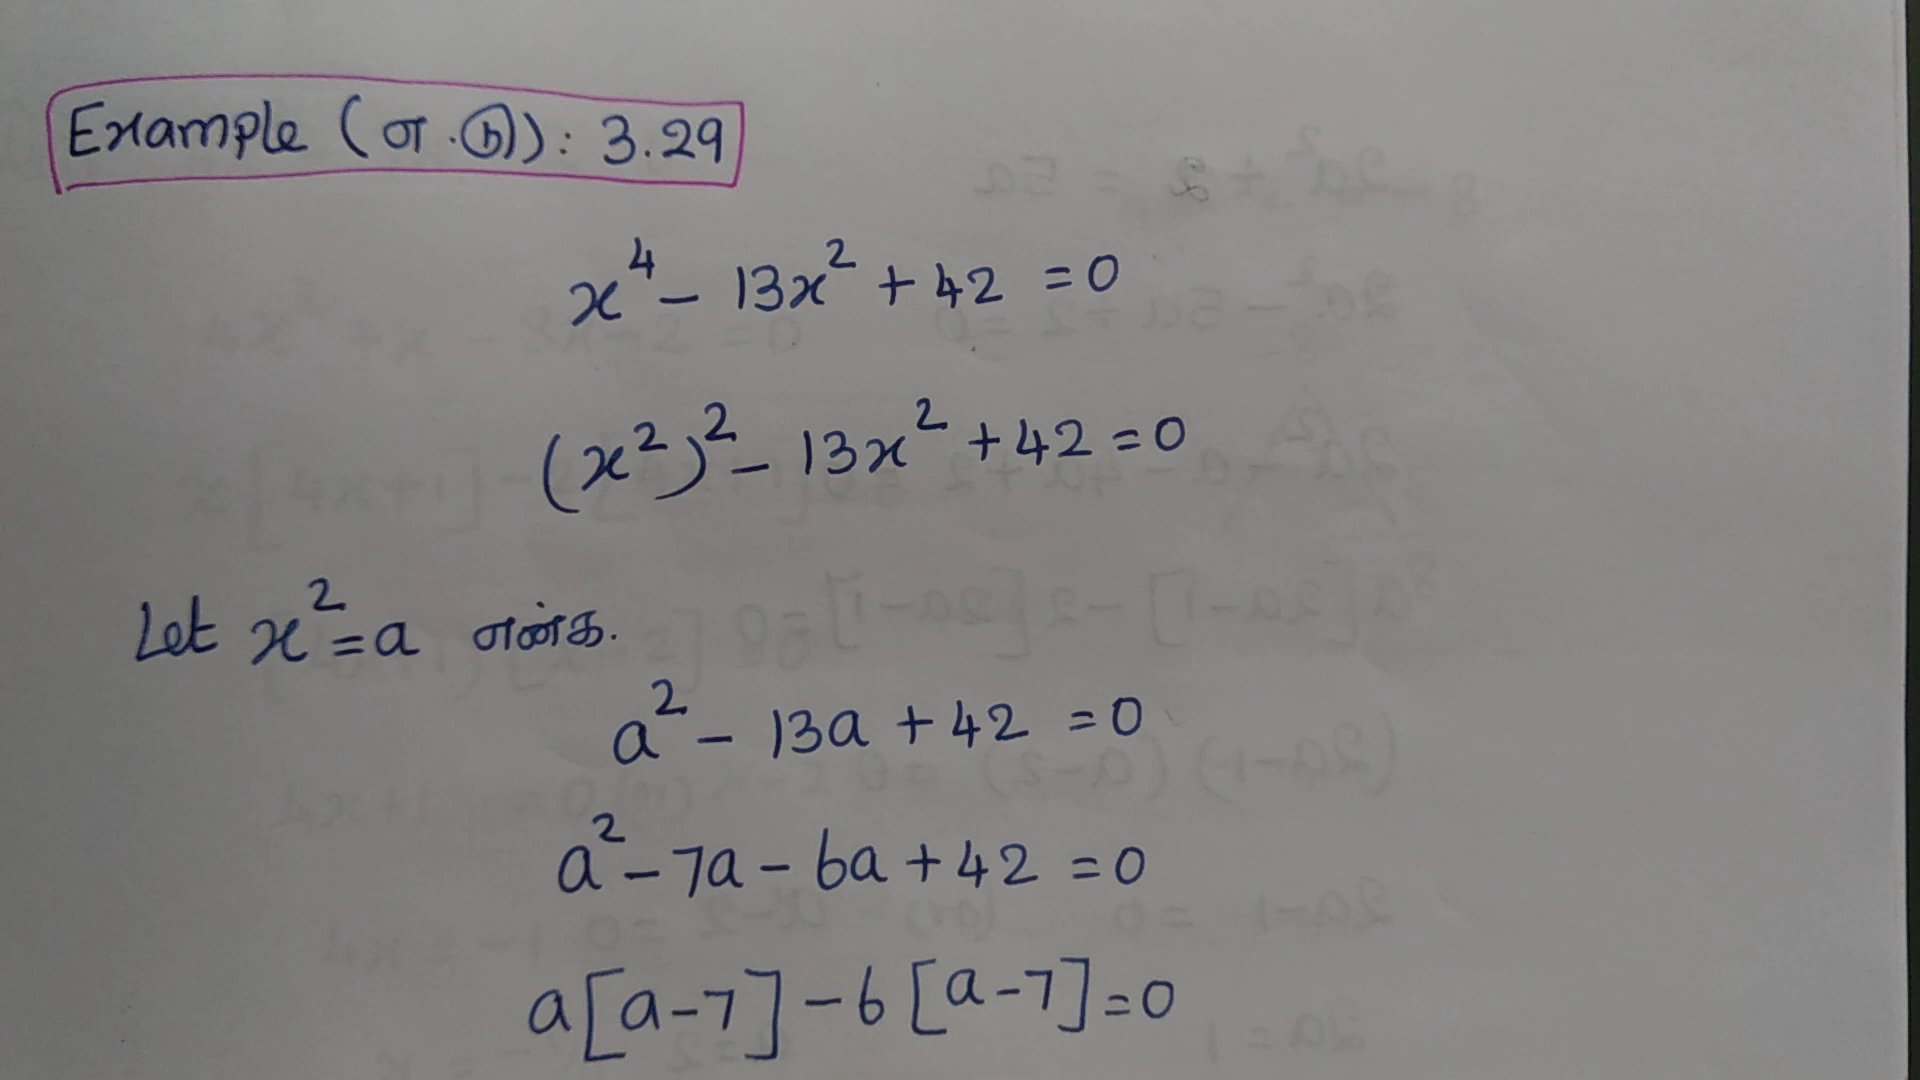 Example (எ.கா): 3.29
x⁴ - 13x² + 42 = 0
(x²)² - 13x² + 42 = 0
Let x² = a என்க.
a² - 13a + 42 = 0
a² - 7a - 6a + 42 = 0
a[a-7] - 6[a-7] = 0